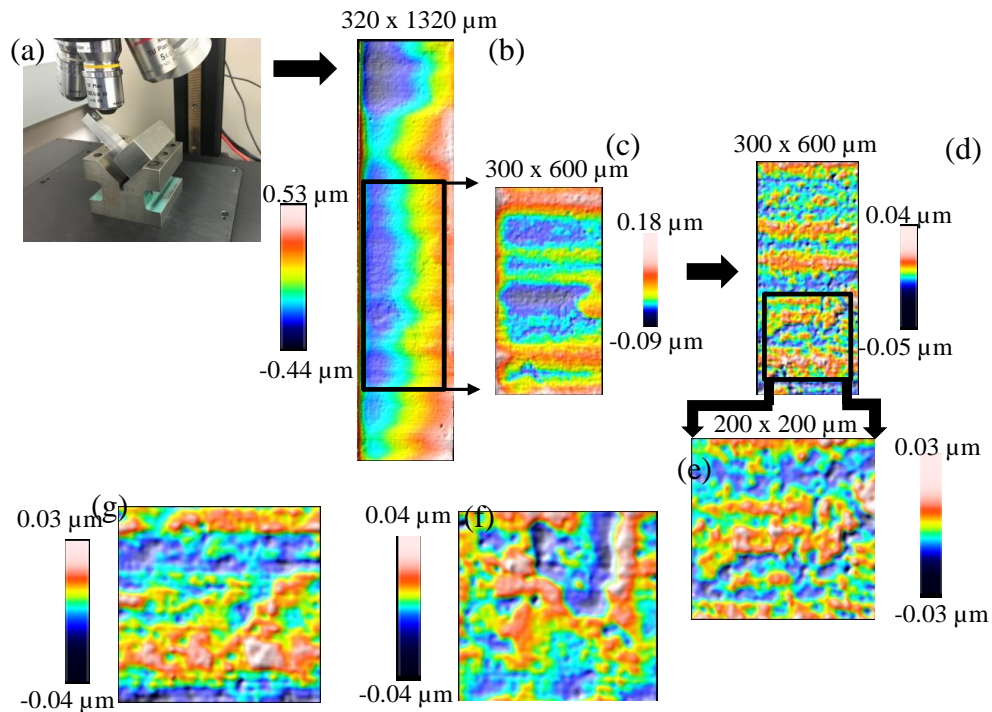 (a)
320 x 1320 µm
(b)
0.53 µm
-0.44 µm
(c)
300 x 600 µm
0.18 µm
-0.09 µm
300 x 600 µm
(d)
0.04 µm
-0.05 µm
200 x 200 µm
(e)
0.03 µm
-0.03 µm
(g)
0.03 µm
-0.04 µm
(f)
0.04 µm
-0.04 µm